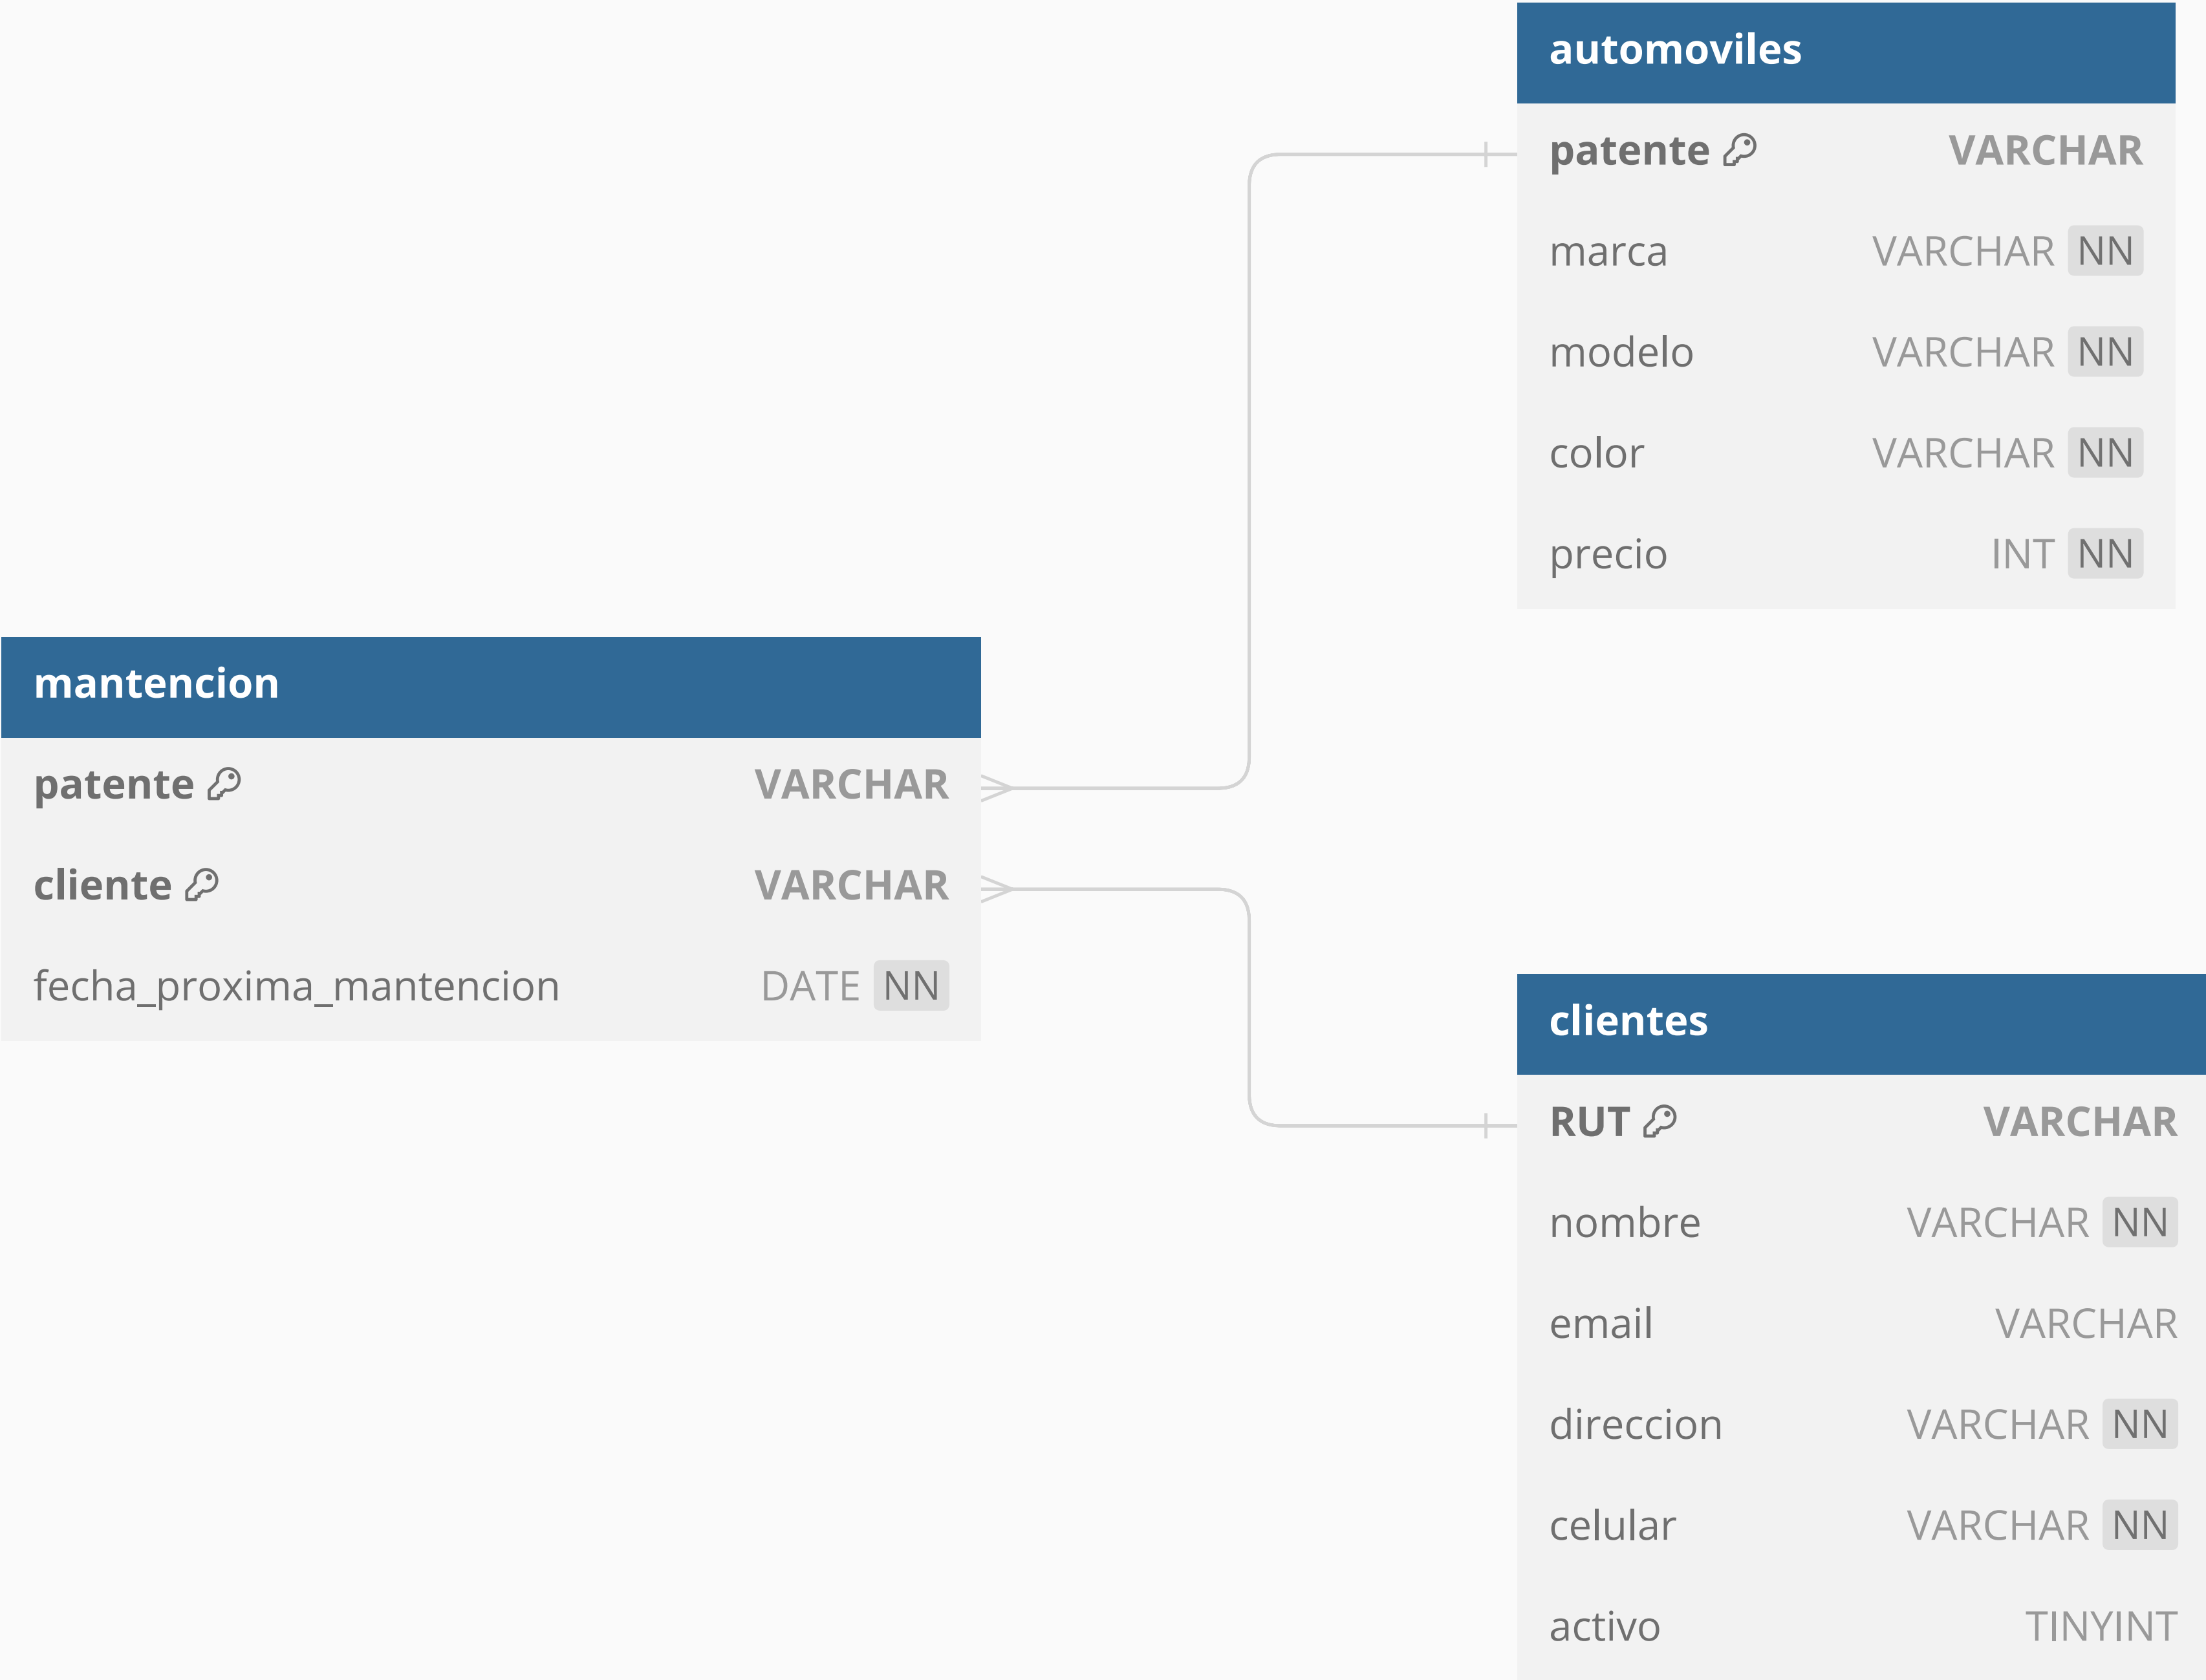 automoviles
patente VARCHAR
marca VARCHAR NN
modelo VARCHAR NN
color VARCHAR NN
precio INT NN
mantencion
patente VARCHAR
cliente VARCHAR
fecha_proxima_mantencion DATE NN
clientes
RUT VARCHAR
nombre VARCHAR NN
email VARCHAR
direccion VARCHAR NN
celular VARCHAR NN
activo TINYINT